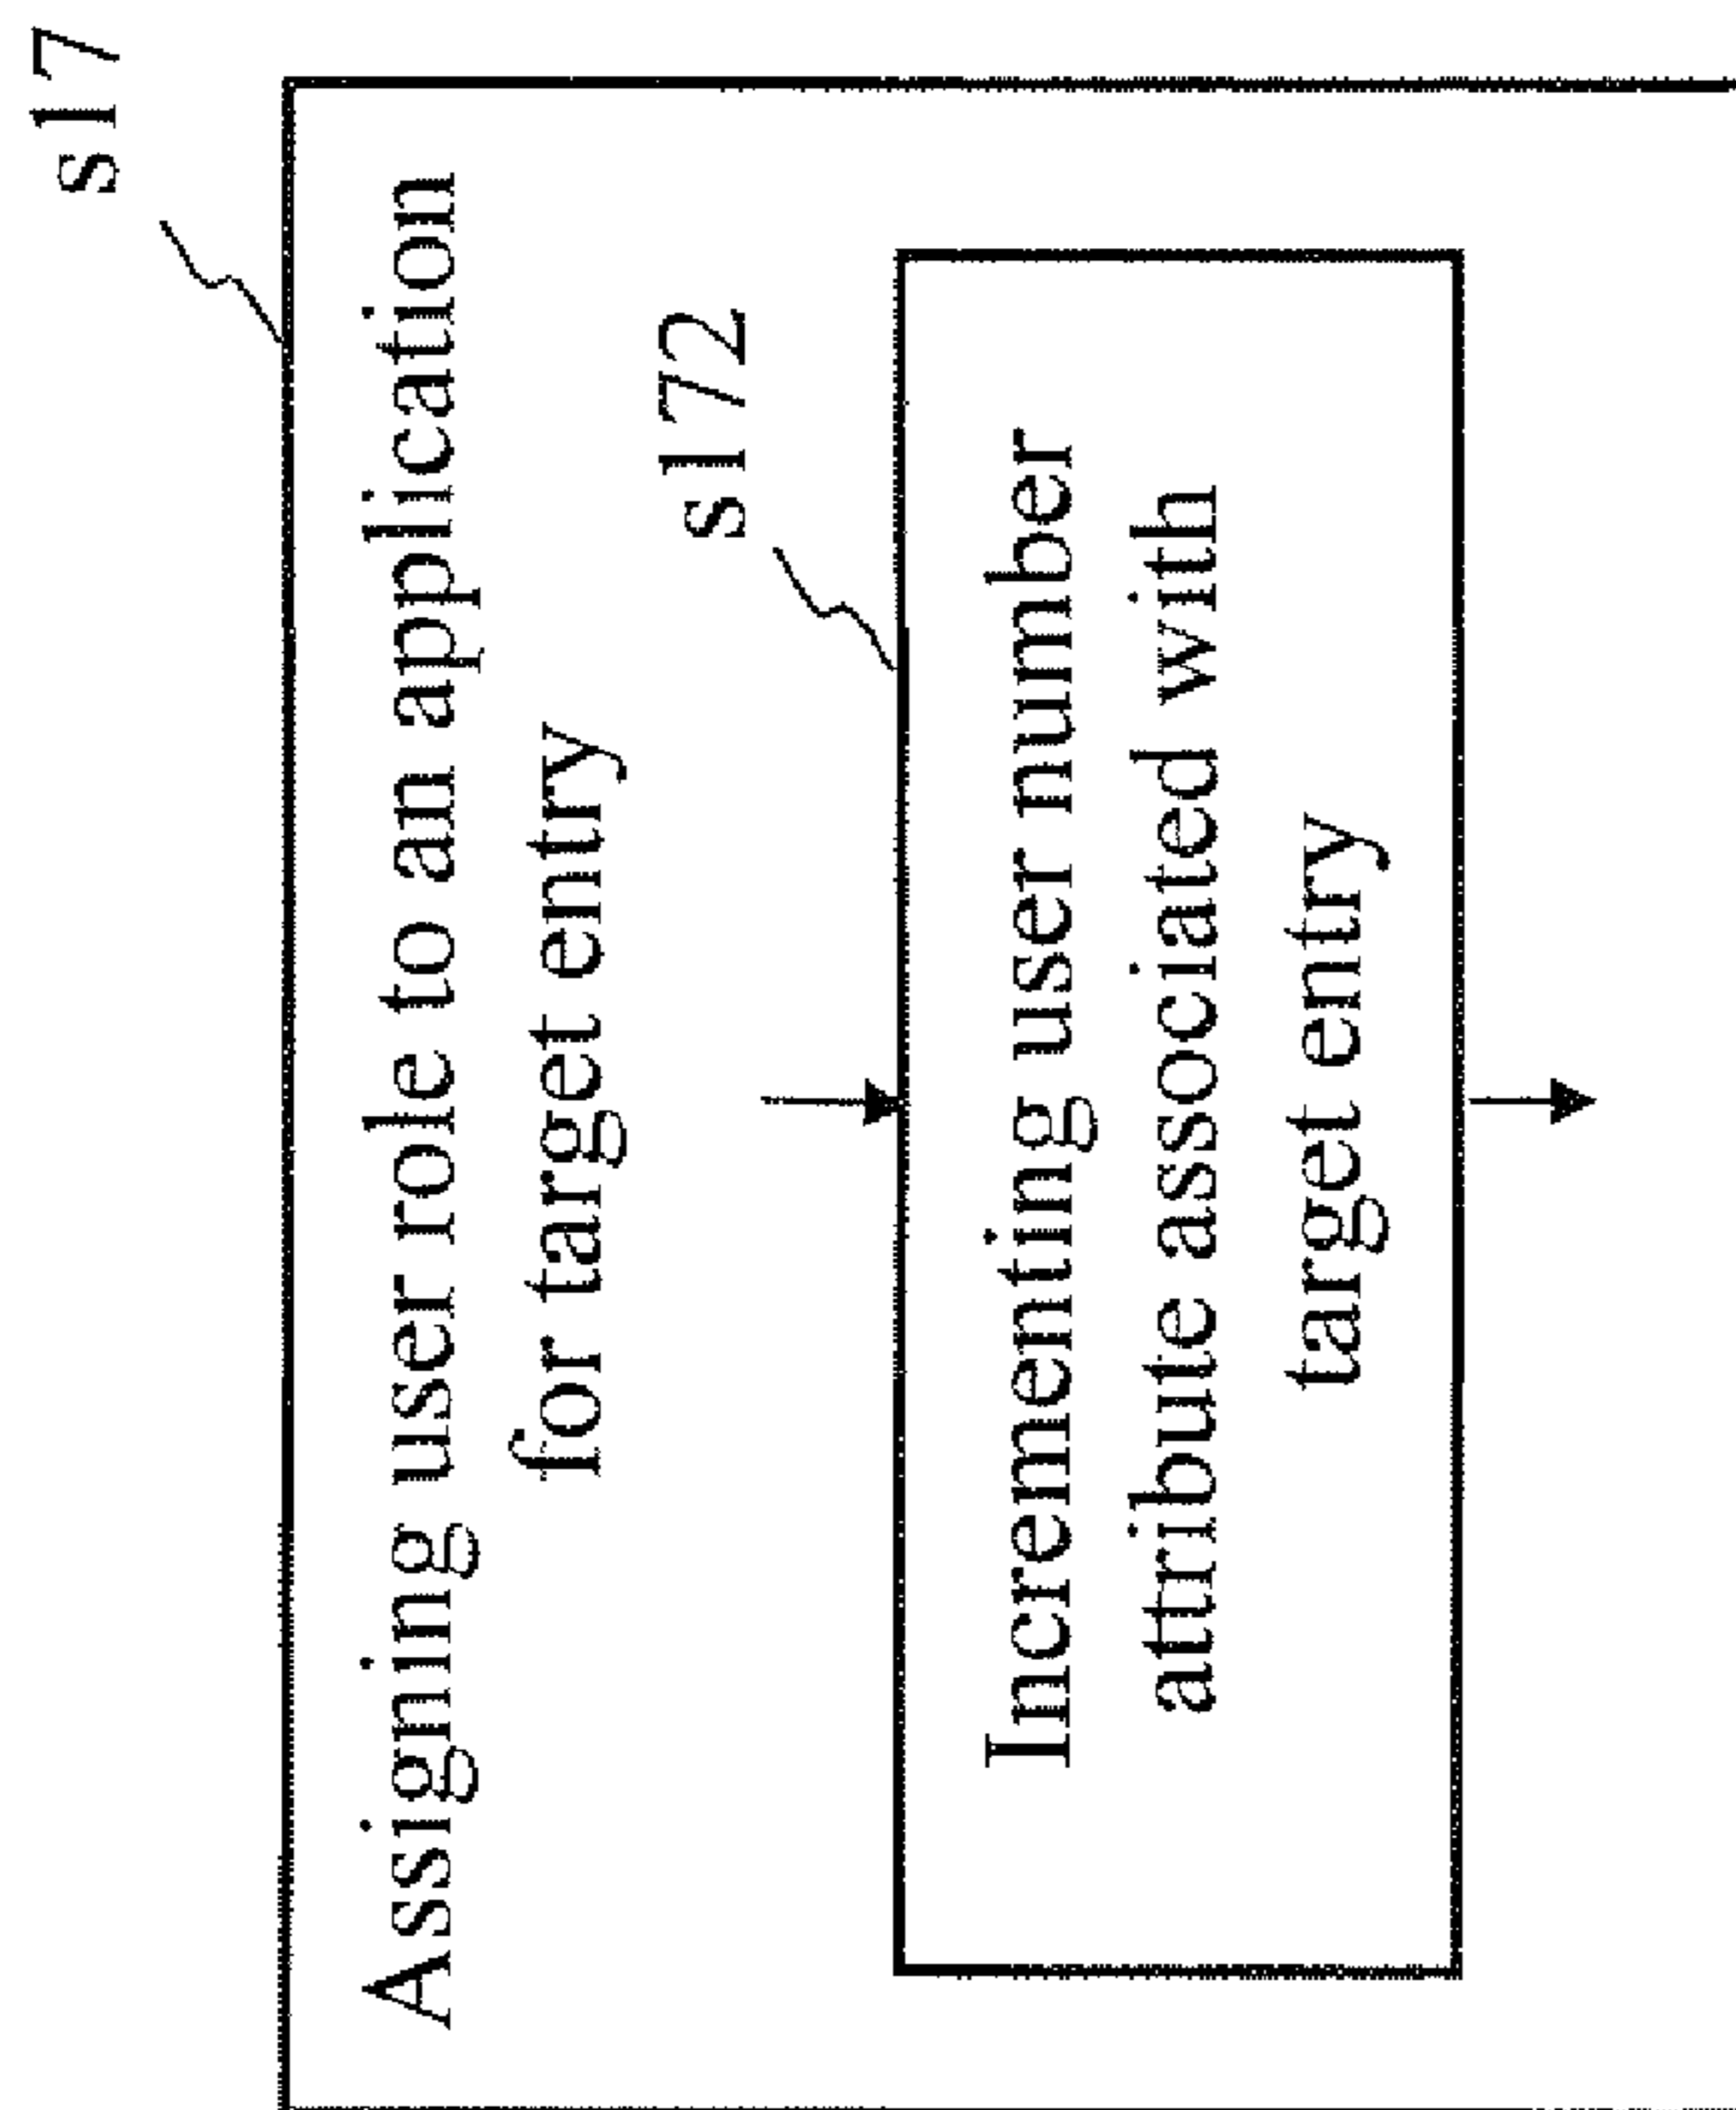 s17
Assigning user role to an application
for target entry
s172
Incrementing user number
attribute associated with
target entry